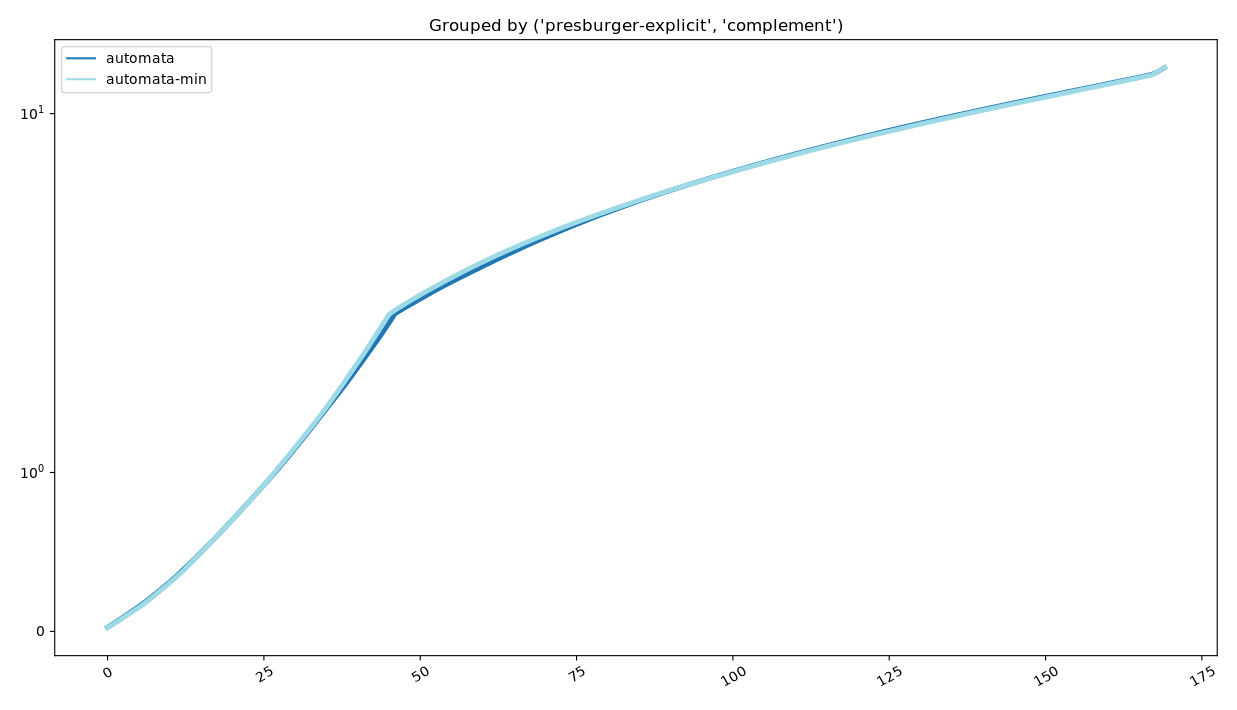 Grouped by ('presburger-explicit', 'complement')
automata
automata-min
10¹
10⁰
0
0 25 50 75 100 125 150 175